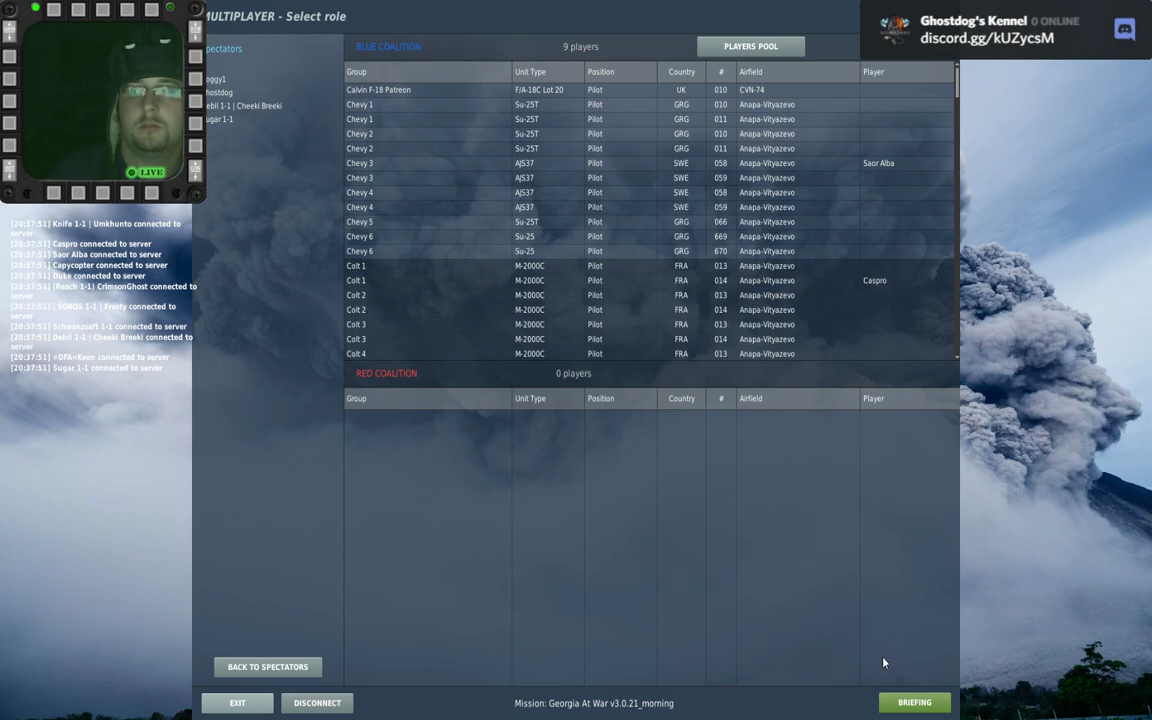 MULTIPLAYER - Select role
Ghostdog's Kennel 0 ONLINE
discord.gg/kUZycsM
LIVE
pectators
oggy1
hostdog
ebil 1-1 | Cheeki Breeki
ugar 1-1
[20:37:51] Knife 1-1 | Umkhunto connected to
server
[20:37:51] Caspro connected to server
[20:37:51] Saor Alba connected to server
[20:37:51] Capycopter connected to server
[20:37:51] Duke connected to server
[20:37:51] (Reach 1-1) CrimsonGhost connected to
server
[20:37:51] | SOROS 1-1 | Frosty connected to
server
[20:37:51] Schwanzsaft 1-1 connected to server
[20:37:51] Debil 1-1 | Cheeki Breeki connected to
server
[20:37:51] =DFA=Keen connected to server
[20:37:51] Sugar 1-1 connected to server
BLUE COALITION 9 players PLAYERS POOL
Group Unit Type Position Country # Airfield Player
Calvin F-18 Patreon F/A-18C Lot 20 Pilot UK 010 CVN-74
Chevy 1 Su-25T Pilot GRG 010 Anapa-Vityazevo
Chevy 1 Su-25T Pilot GRG 011 Anapa-Vityazevo
Chevy 2 Su-25T Pilot GRG 010 Anapa-Vityazevo
Chevy 2 Su-25T Pilot GRG 011 Anapa-Vityazevo
Chevy 3 AJS37 Pilot SWE 058 Anapa-Vityazevo Saor Alba
Chevy 3 AJS37 Pilot SWE 059 Anapa-Vityazevo
Chevy 4 AJS37 Pilot SWE 058 Anapa-Vityazevo
Chevy 4 AJS37 Pilot SWE 059 Anapa-Vityazevo
Chevy 5 Su-25T Pilot GRG 066 Anapa-Vityazevo
Chevy 6 Su-25 Pilot GRG 669 Anapa-Vityazevo
Chevy 6 Su-25 Pilot GRG 670 Anapa-Vityazevo
Colt 1 M-2000C Pilot FRA 013 Anapa-Vityazevo
Colt 1 M-2000C Pilot FRA 014 Anapa-Vityazevo Caspro
Colt 2 M-2000C Pilot FRA 013 Anapa-Vityazevo
Colt 2 M-2000C Pilot FRA 014 Anapa-Vityazevo
Colt 3 M-2000C Pilot FRA 013 Anapa-Vityazevo
Colt 3 M-2000C Pilot FRA 014 Anapa-Vityazevo
Colt 4 M-2000C Pilot FRA 013 Anapa-Vityazevo
RED COALITION 0 players
Group Unit Type Position Country # Airfield Player
BACK TO SPECTATORS
EXIT DISCONNECT Mission: Georgia At War v3.0.21_morning BRIEFING